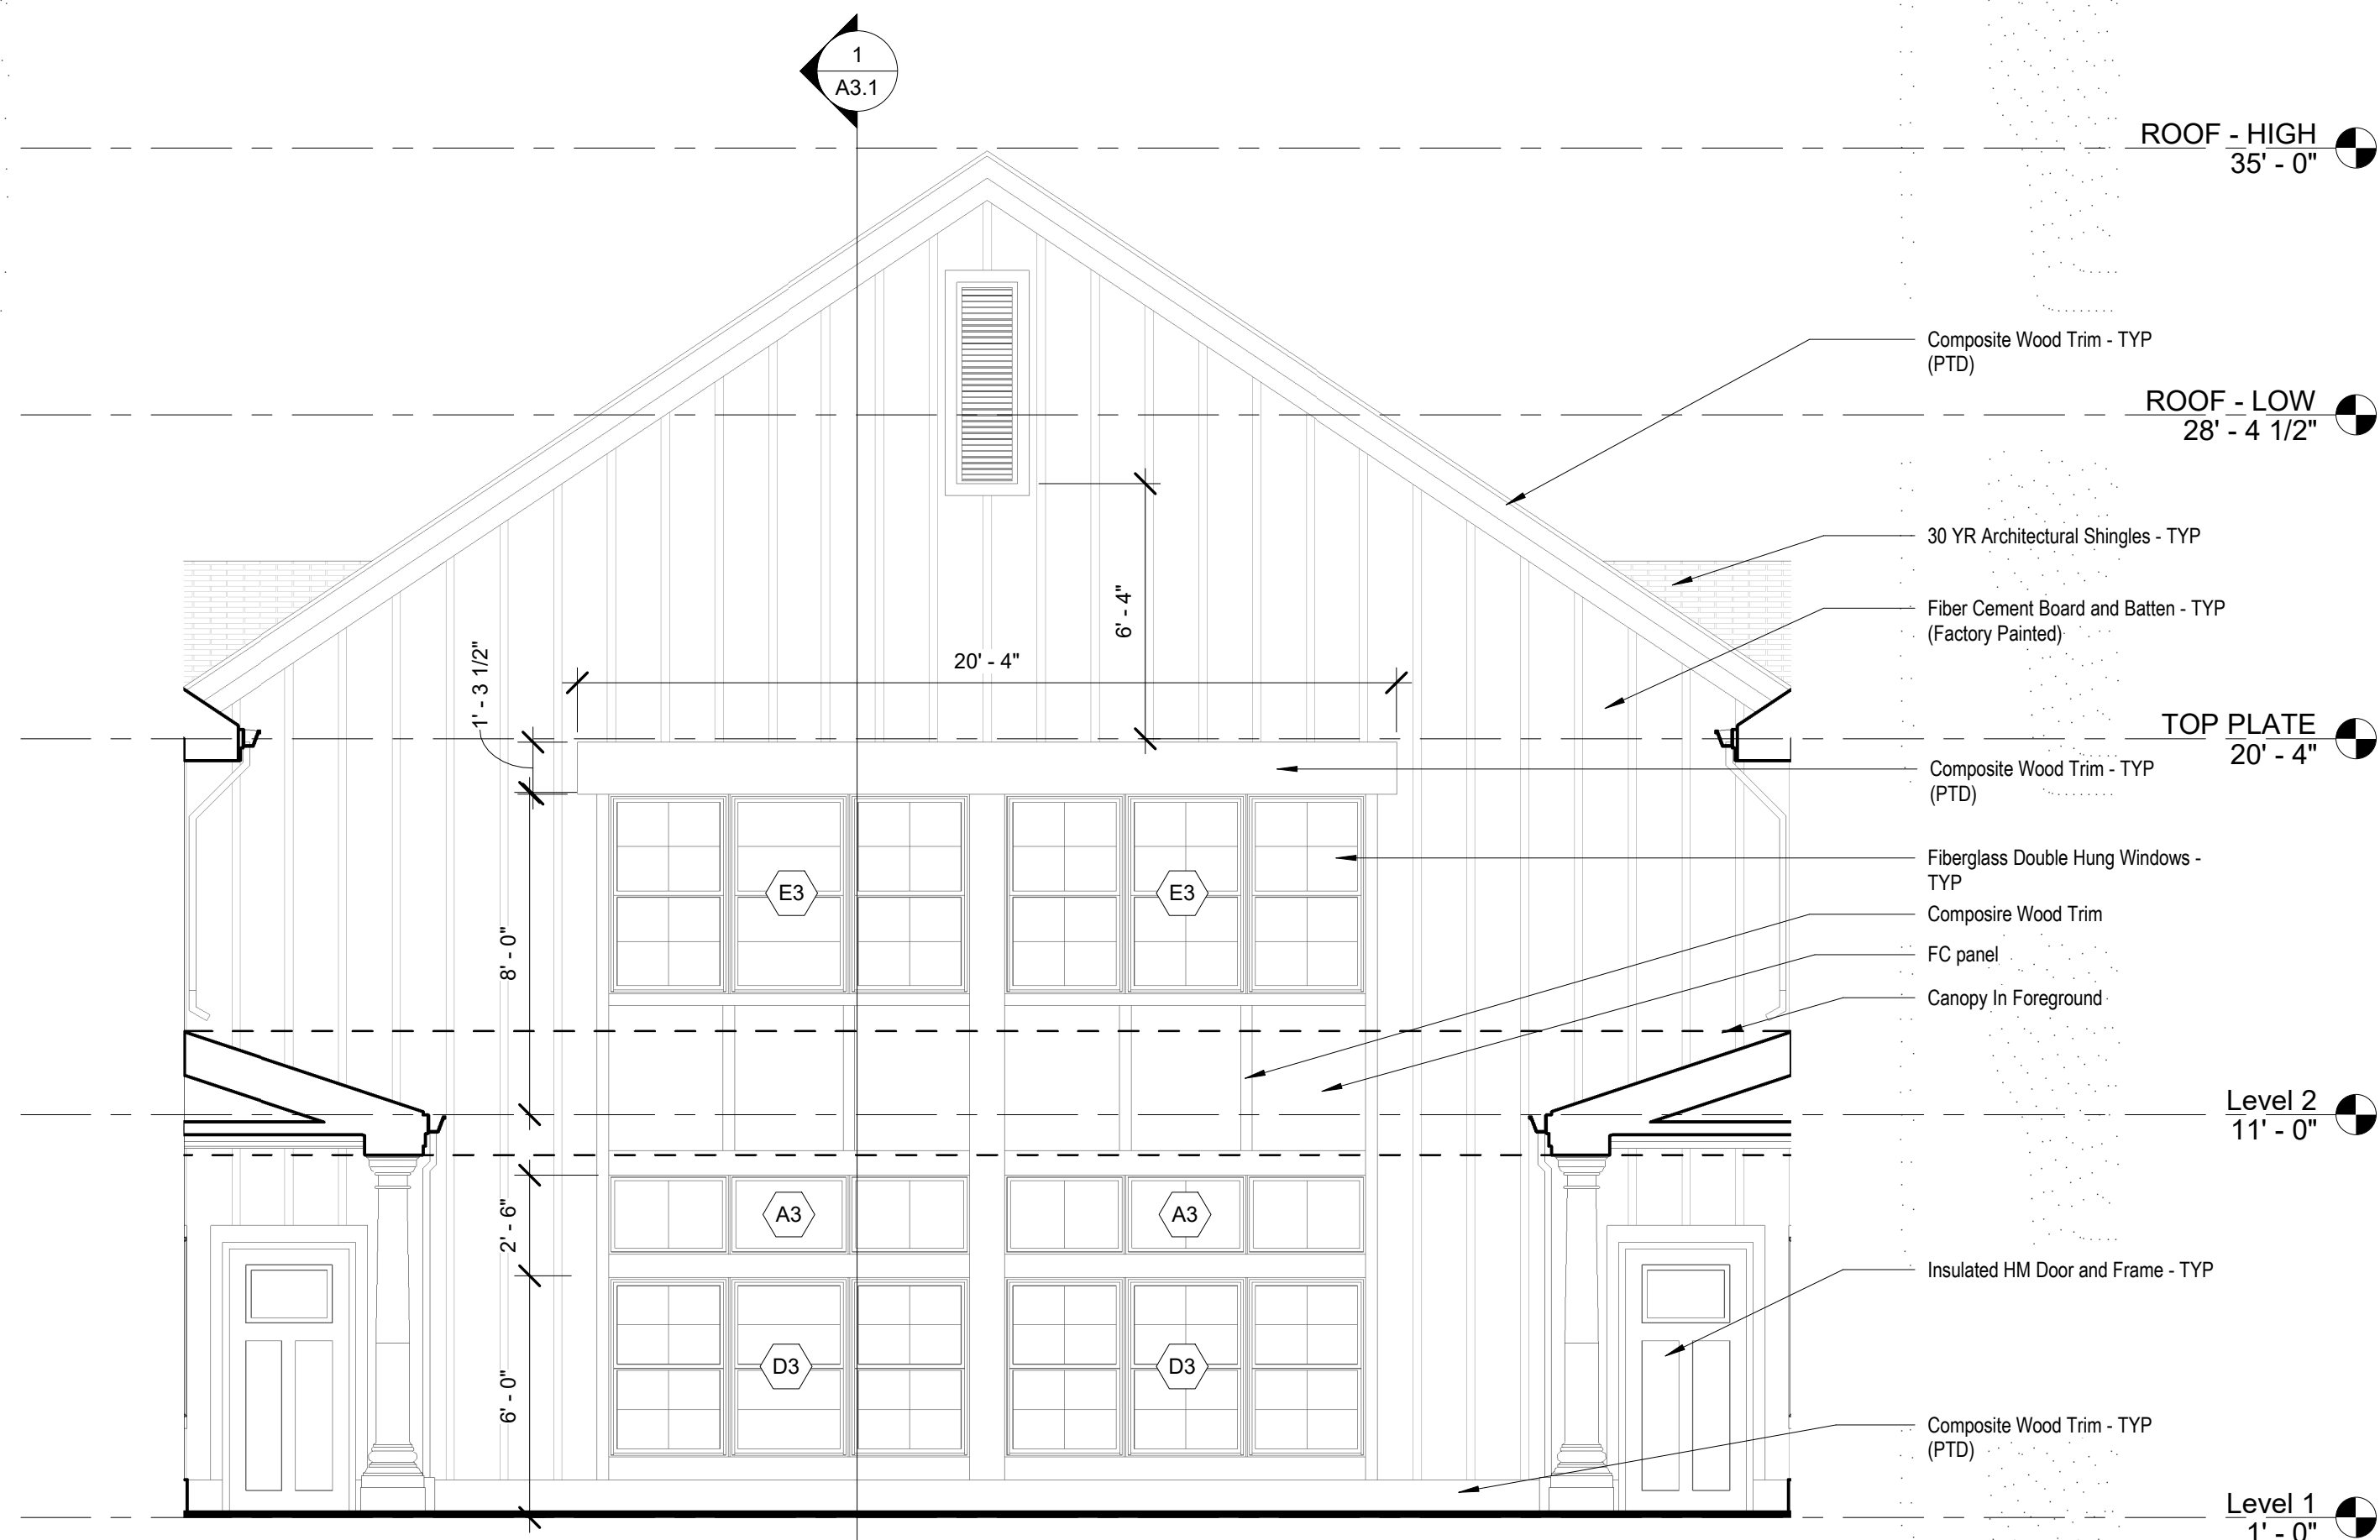 1
A3.1
ROOF - HIGH
35' - 0"
Composite Wood Trim - TYP
(PTD)
ROOF - LOW
28' - 4 1/2"
30 YR Architectural Shingles - TYP
Fiber Cement Board and Batten - TYP
(Factory Painted)
6' - 4"
1' - 3 1/2"
20' - 4"
TOP PLATE
20' - 4"
Composite Wood Trim - TYP
(PTD)
Fiberglass Double Hung Windows -
TYP
E3
E3
Composire Wood Trim
8' - 0"
FC panel
Canopy In Foreground
Level 2
11' - 0"
A3
A3
2' - 6"
Insulated HM Door and Frame - TYP
D3
D3
6' - 0"
Composite Wood Trim - TYP
(PTD)
Level 1
1' - 0"